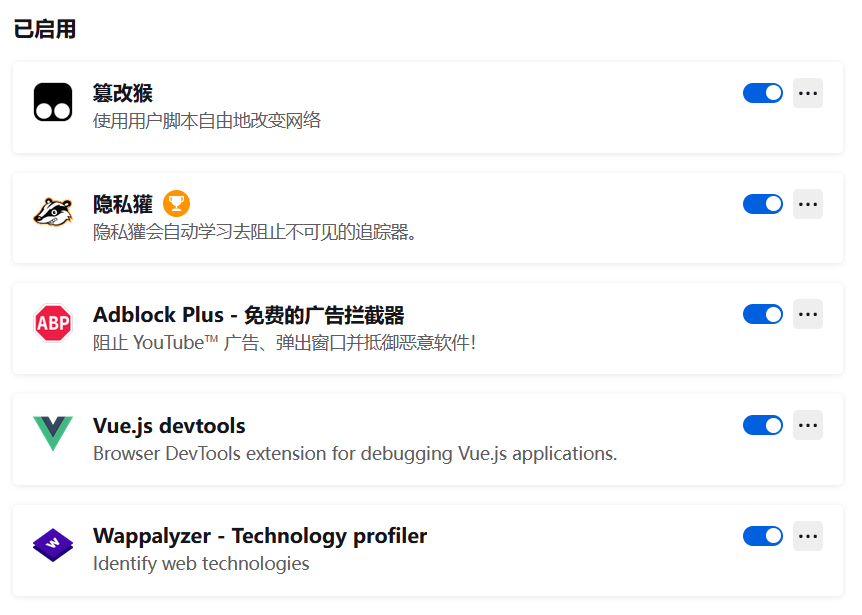 已启用
篡改猴
使用用户脚本自由地改变网络
隐私獾
隐私獾会自动学习去阻止不可见的追踪器。
ABP
Adblock Plus - 免费的广告拦截器
阻止 YouTube™ 广告、弹出窗口并抵御恶意软件!
Vue.js devtools
Browser DevTools extension for debugging Vue.js applications.
W
Wappalyzer - Technology profiler
Identify web technologies